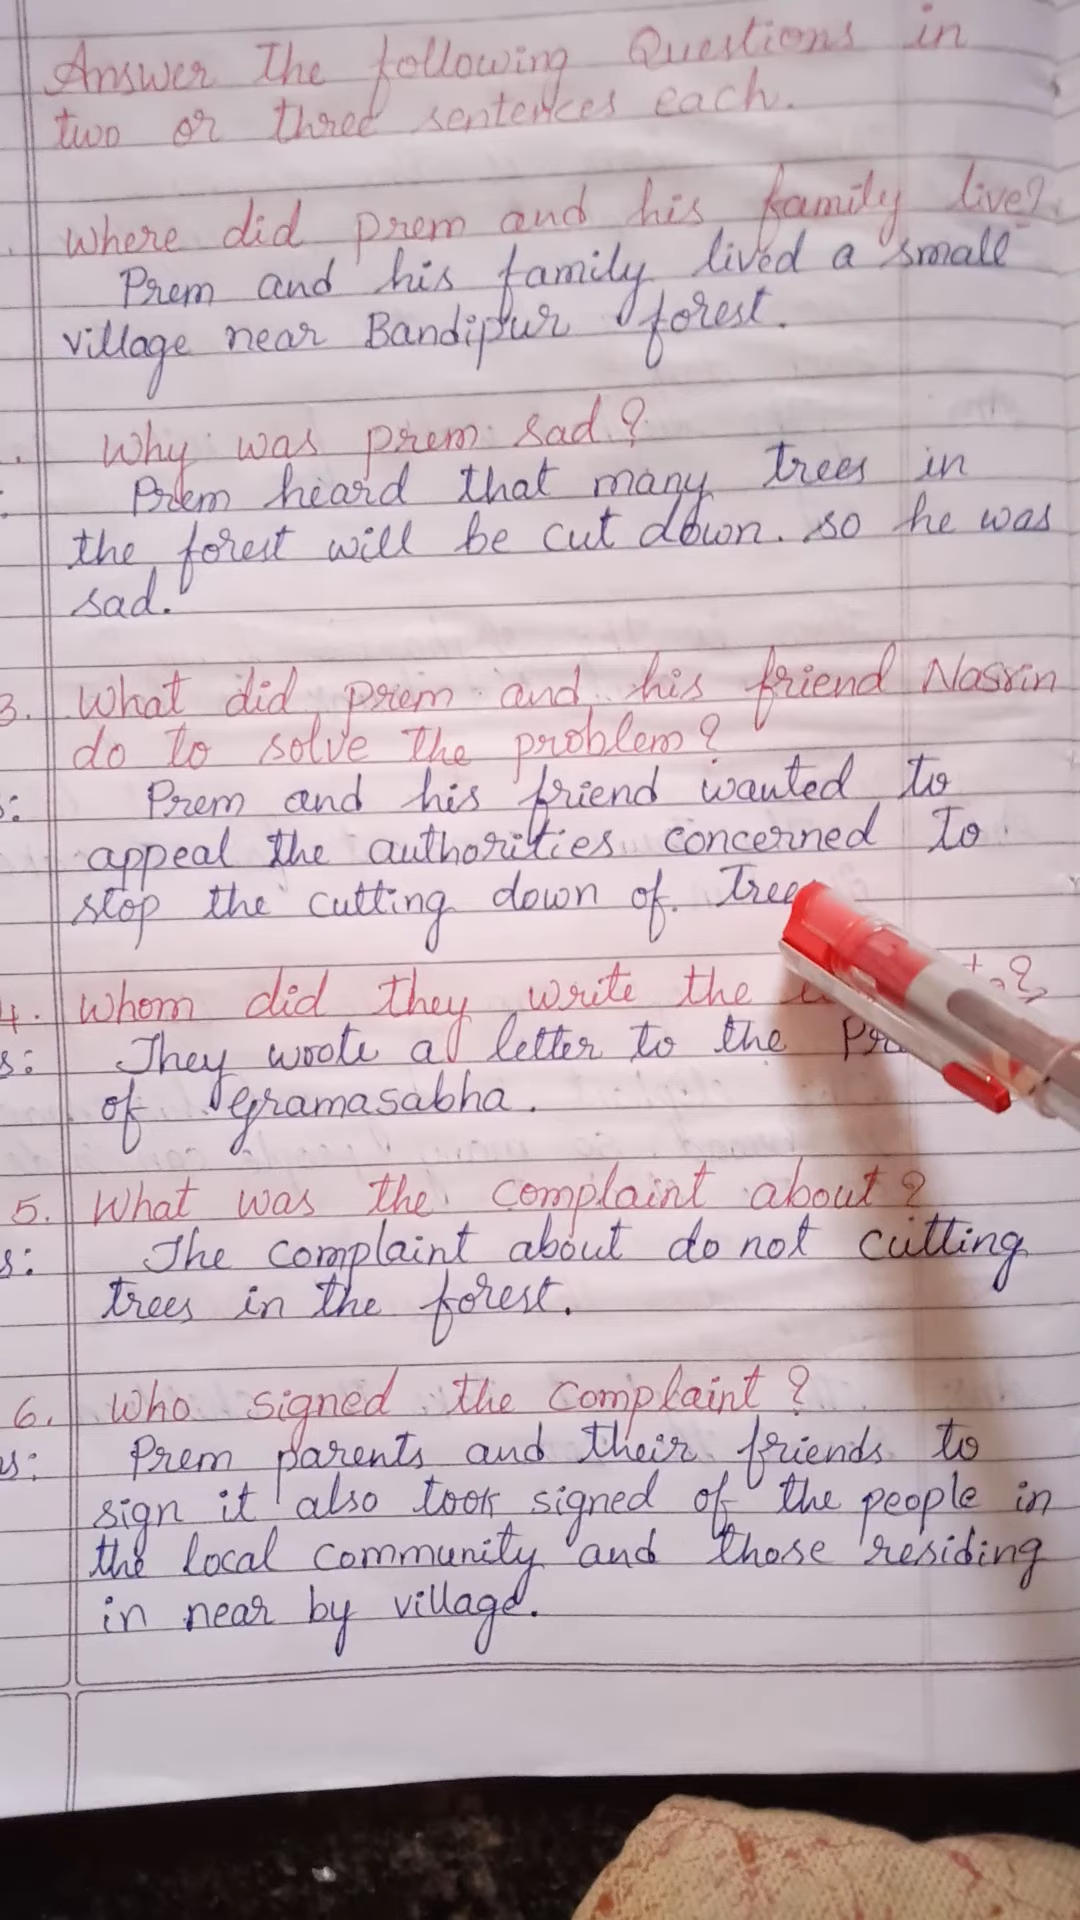 Answer The following Questions in
two or three sentences each.
Where did prem and his family live?
Prem and his family lived a small
village near Bandipur forest.
Why was prem sad?
Prem heard that many trees in
the forest will be cut down. so he was
sad.
3. What did prem and his friend Nasrin
do to solve the problem?
s: Prem and his friend wanted to
appeal the authorities concerned to
stop the cutting down of Tree
4. Whom did they write the
s: They wrote a letter to the
of gramasabha.
5. What was the complaint about?
s: The complaint about do not cutting
trees in the forest.
6. Who signed the complaint?
s: Prem parents and their friends to
sign it also took signed of the people in
the local community and those residing
in near by village.